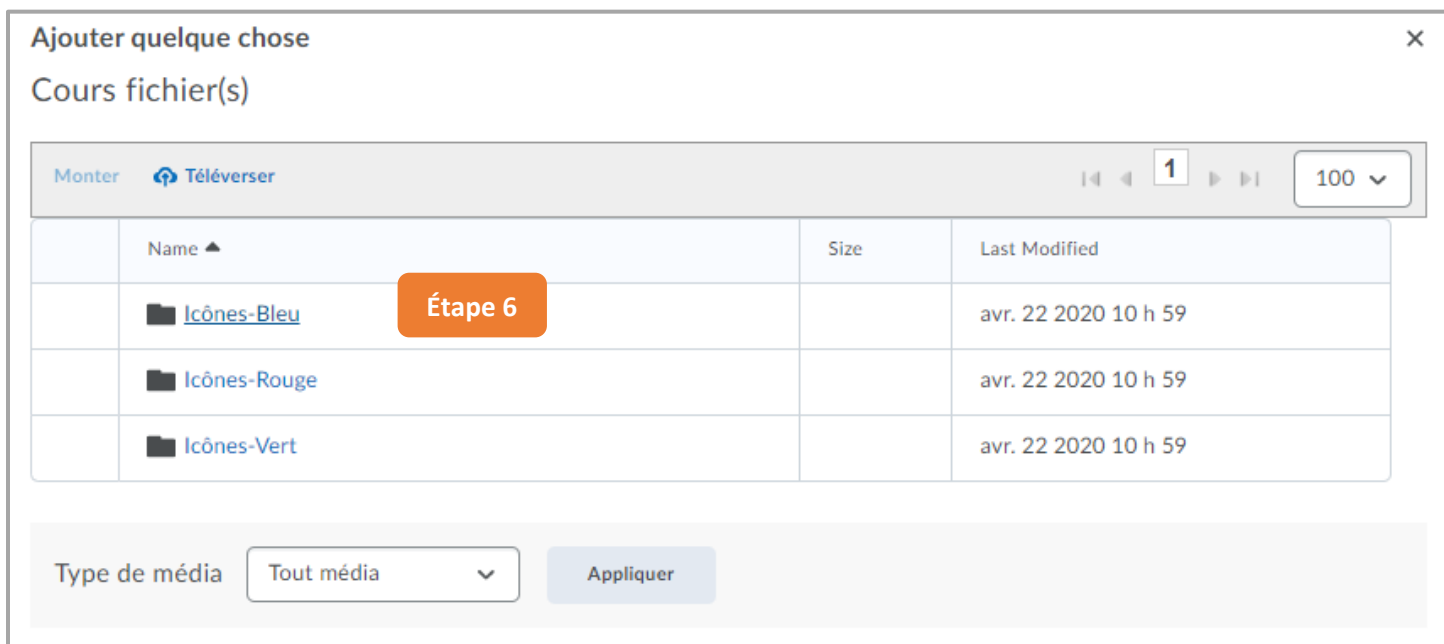 Ajouter quelque chose
Cours fichier(s)
Monter Téléverser 1 100
Name Size Last Modified
Icônes-Bleu Étape 6 avr. 22 2020 10 h 59
Icônes-Rouge avr. 22 2020 10 h 59
Icônes-Vert avr. 22 2020 10 h 59
Type de média Tout média Appliquer